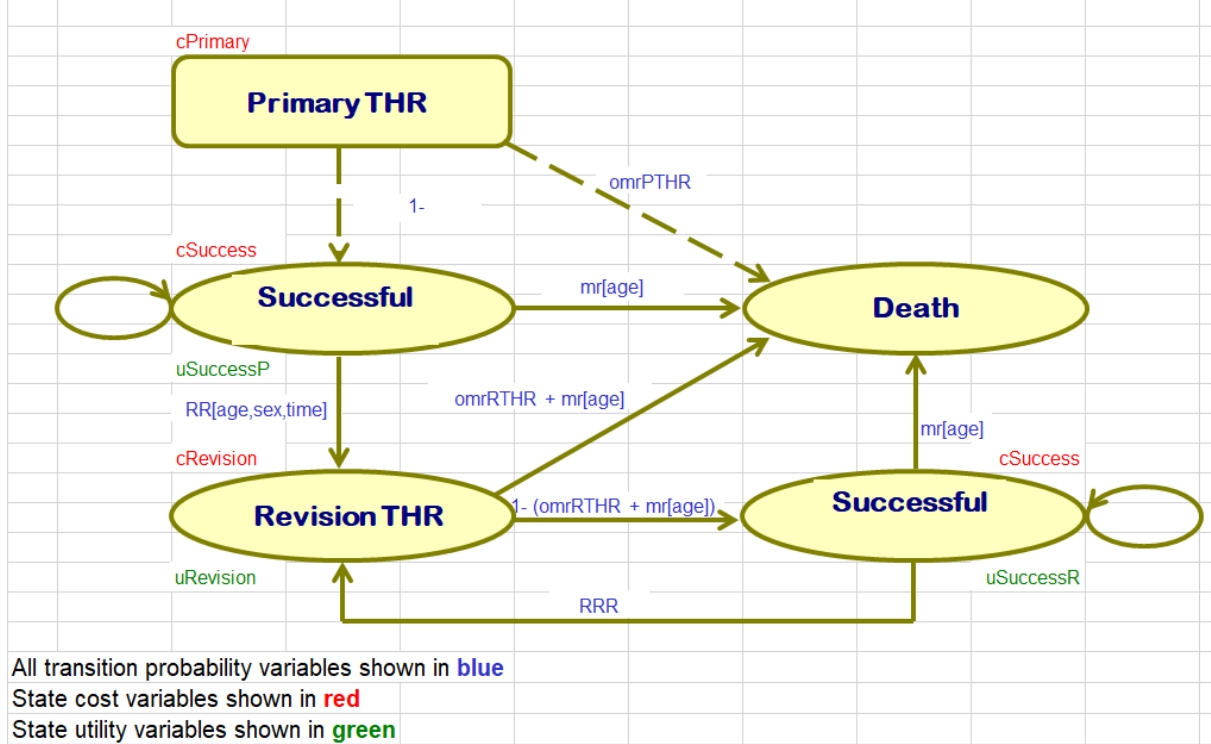 cPrimary
Primary THR
omrPTHR
1-
cSuccess
Successful
mr[age]
Death
uSuccessP
omrRTHR + mr[age]
RR[age,sex,time]
mr[age]
cRevision
cSuccess
Revision THR
1- (omrRTHR + mr[age])
Successful
uRevision
uSuccessR
RRR
All transition probability variables shown in blue
State cost variables shown in red
State utility variables shown in green